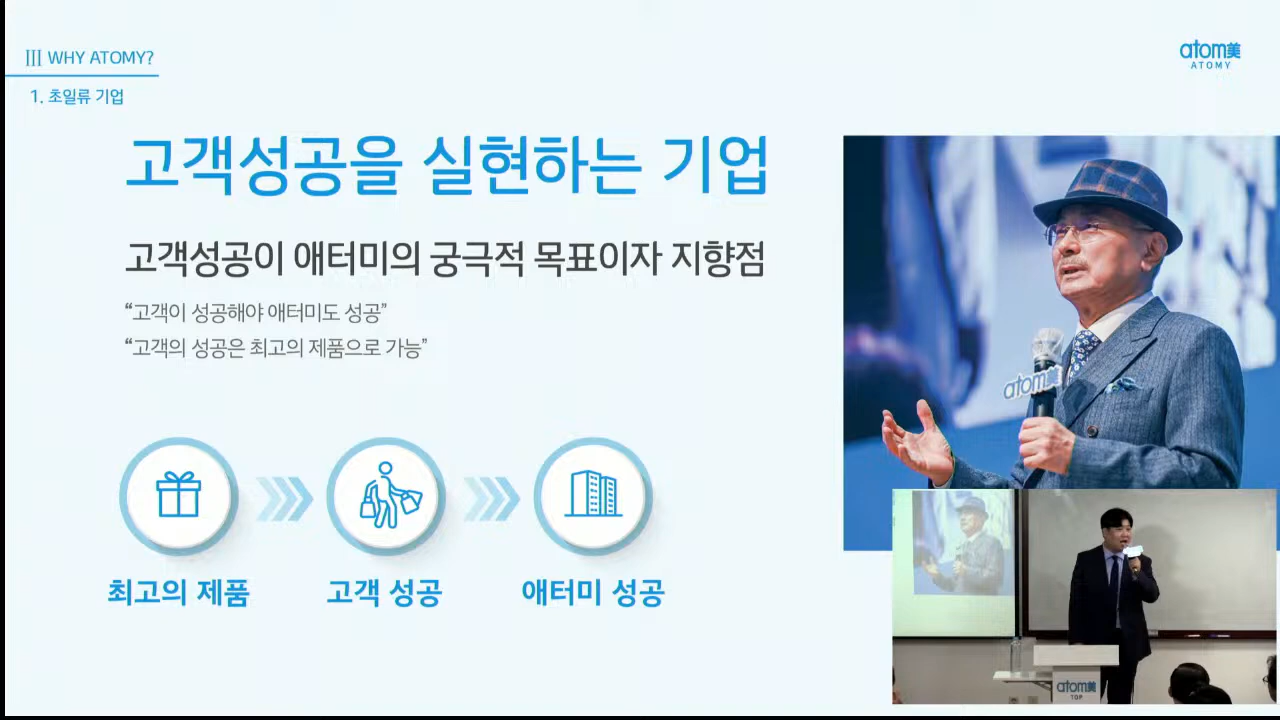 Ⅲ WHY ATOMY?
atom美
ATOMY
1. 초일류 기업
고객성공을 실현하는 기업
고객성공이 애터미의 궁극적 목표이자 지향점
“고객이 성공해야 애터미도 성공”
“고객의 성공은 최고의 제품으로 가능”
atom美
최고의 제품
고객 성공
애터미 성공
atom美
TOP